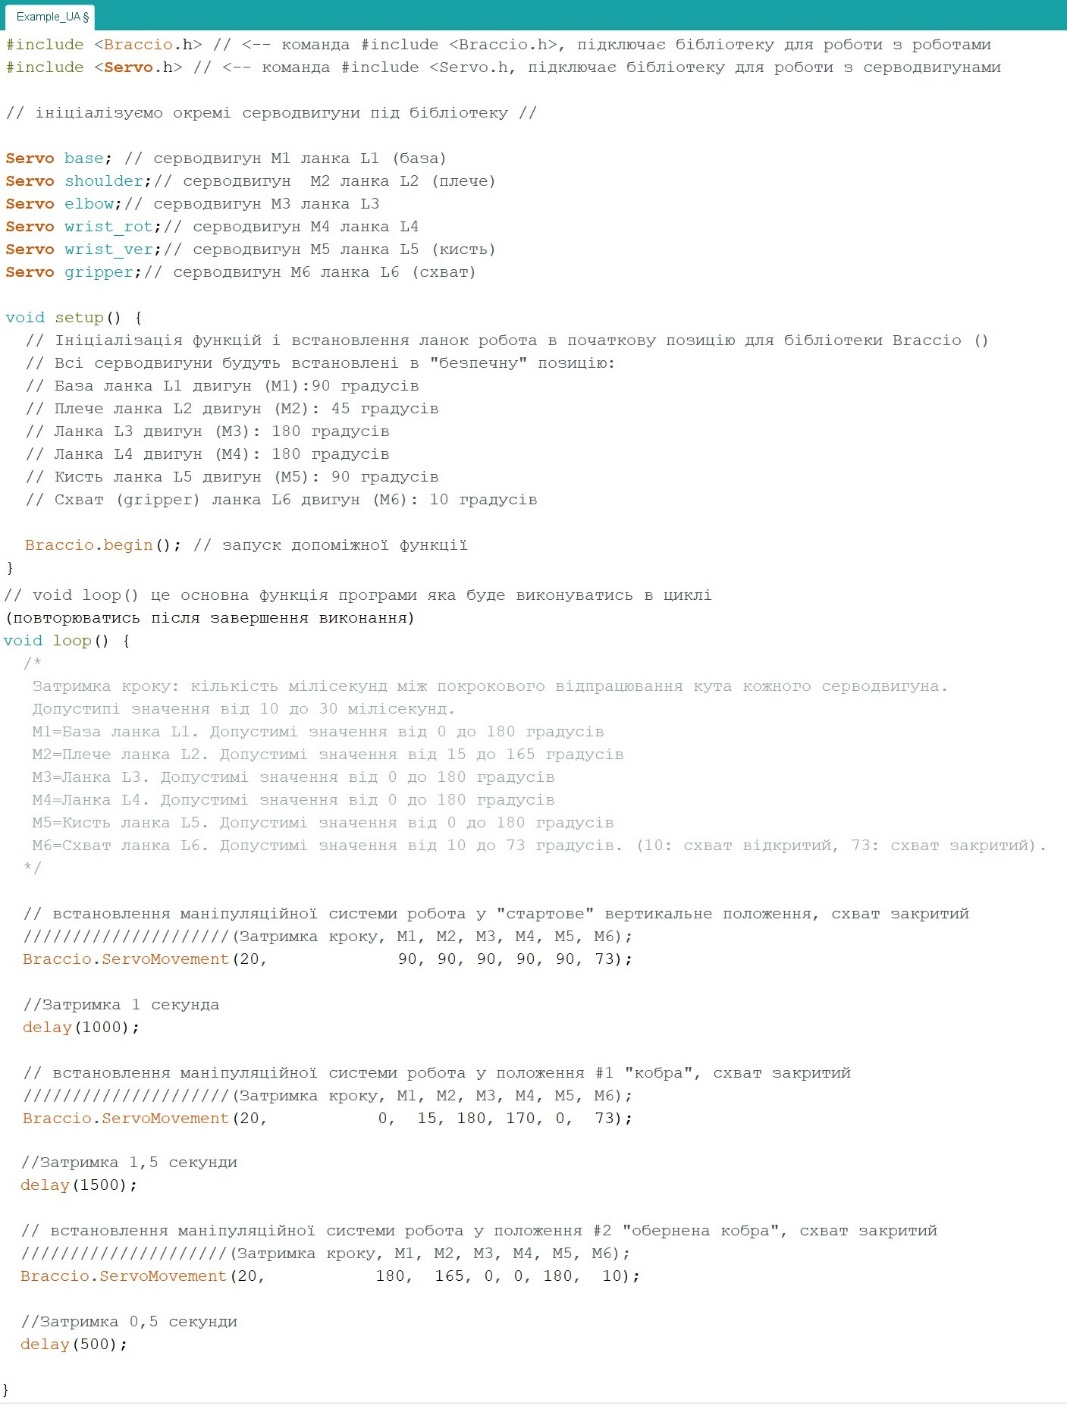 Example_UA §
#include <Braccio.h> // <-- команда #include <Braccio.h>, підключає бібліотеку для роботи з роботами
#include <Servo.h> // <-- команда #include <Servo.h, підключає бібліотеку для роботи з серводвигунами
// ініціалізуємо окремі серводвигуни під бібліотеку //
Servo base; // серводвигун M1 ланка L1 (база)
Servo shoulder;// серводвигун  M2 ланка L2 (плече)
Servo elbow;// серводвигун M3 ланка L3
Servo wrist_rot;// серводвигун M4 ланка L4
Servo wrist_ver;// серводвигун M5 ланка L5 (кисть)
Servo gripper;// серводвигун M6 ланка L6 (схват)
void setup() {
// Ініціалізація функцій і встановлення ланок робота в початкову позицію для бібліотеки Braccio ()
// Всі серводвигуни будуть встановлені в "безпечну" позицію:
// База ланка L1 двигун (M1):90 градусів
// Плече ланка L2 двигун (M2): 45 градусів
// Ланка L3 двигун (M3): 180 градусів
// Ланка L4 двигун (M4): 180 градусів
// Кисть ланка L5 двигун (M5): 90 градусів
// Схват (gripper) ланка L6 двигун (M6): 10 градусів
Braccio.begin(); // запуск допоміжної функції
}
// void loop() це основна функція програми яка буде виконуватись в циклі
(повторюватись після завершення виконання)
void loop() {
/*
Затримка кроку: кількість мілісекунд між покрокового відпрацювання кута кожного серводвигуна.
Допустипі значення від 10 до 30 мілісекунд.
M1=База ланка L1. Допустимі значення від 0 до 180 градусів
M2=Плече ланка L2. Допустимі значення від 15 до 165 градусів
M3=Ланка L3. Допустимі значення від 0 до 180 градусів
M4=Ланка L4. Допустимі значення від 0 до 180 градусів
M5=Кисть ланка L5. Допустимі значення від 0 до 180 градусів
M6=Схват ланка L6. Допустимі значення від 10 до 73 градусів. (10: схват відкритий, 73: схват закритий).
*/
// встановлення маніпуляційної системи робота у "стартове" вертикальне положення, схват закритий
/////////////////////(Затримка кроку, M1, M2, M3, M4, M5, M6);
Braccio.ServoMovement(20,             90, 90, 90, 90, 90, 73);
//Затримка 1 секунда
delay(1000);
// встановлення маніпуляційної системи робота у положення #1 "кобра", схват закритий
/////////////////////(Затримка кроку, M1, M2, M3, M4, M5, M6);
Braccio.ServoMovement(20,           0,  15, 180, 170, 0,  73);
//Затримка 1,5 секунди
delay(1500);
// встановлення маніпуляційної системи робота у положення #2 "обернена кобра", схват закритий
/////////////////////(Затримка кроку, M1, M2, M3, M4, M5, M6);
Braccio.ServoMovement(20,           180,  165, 0, 0, 180,  10);
//Затримка 0,5 секунди
delay(500);
}